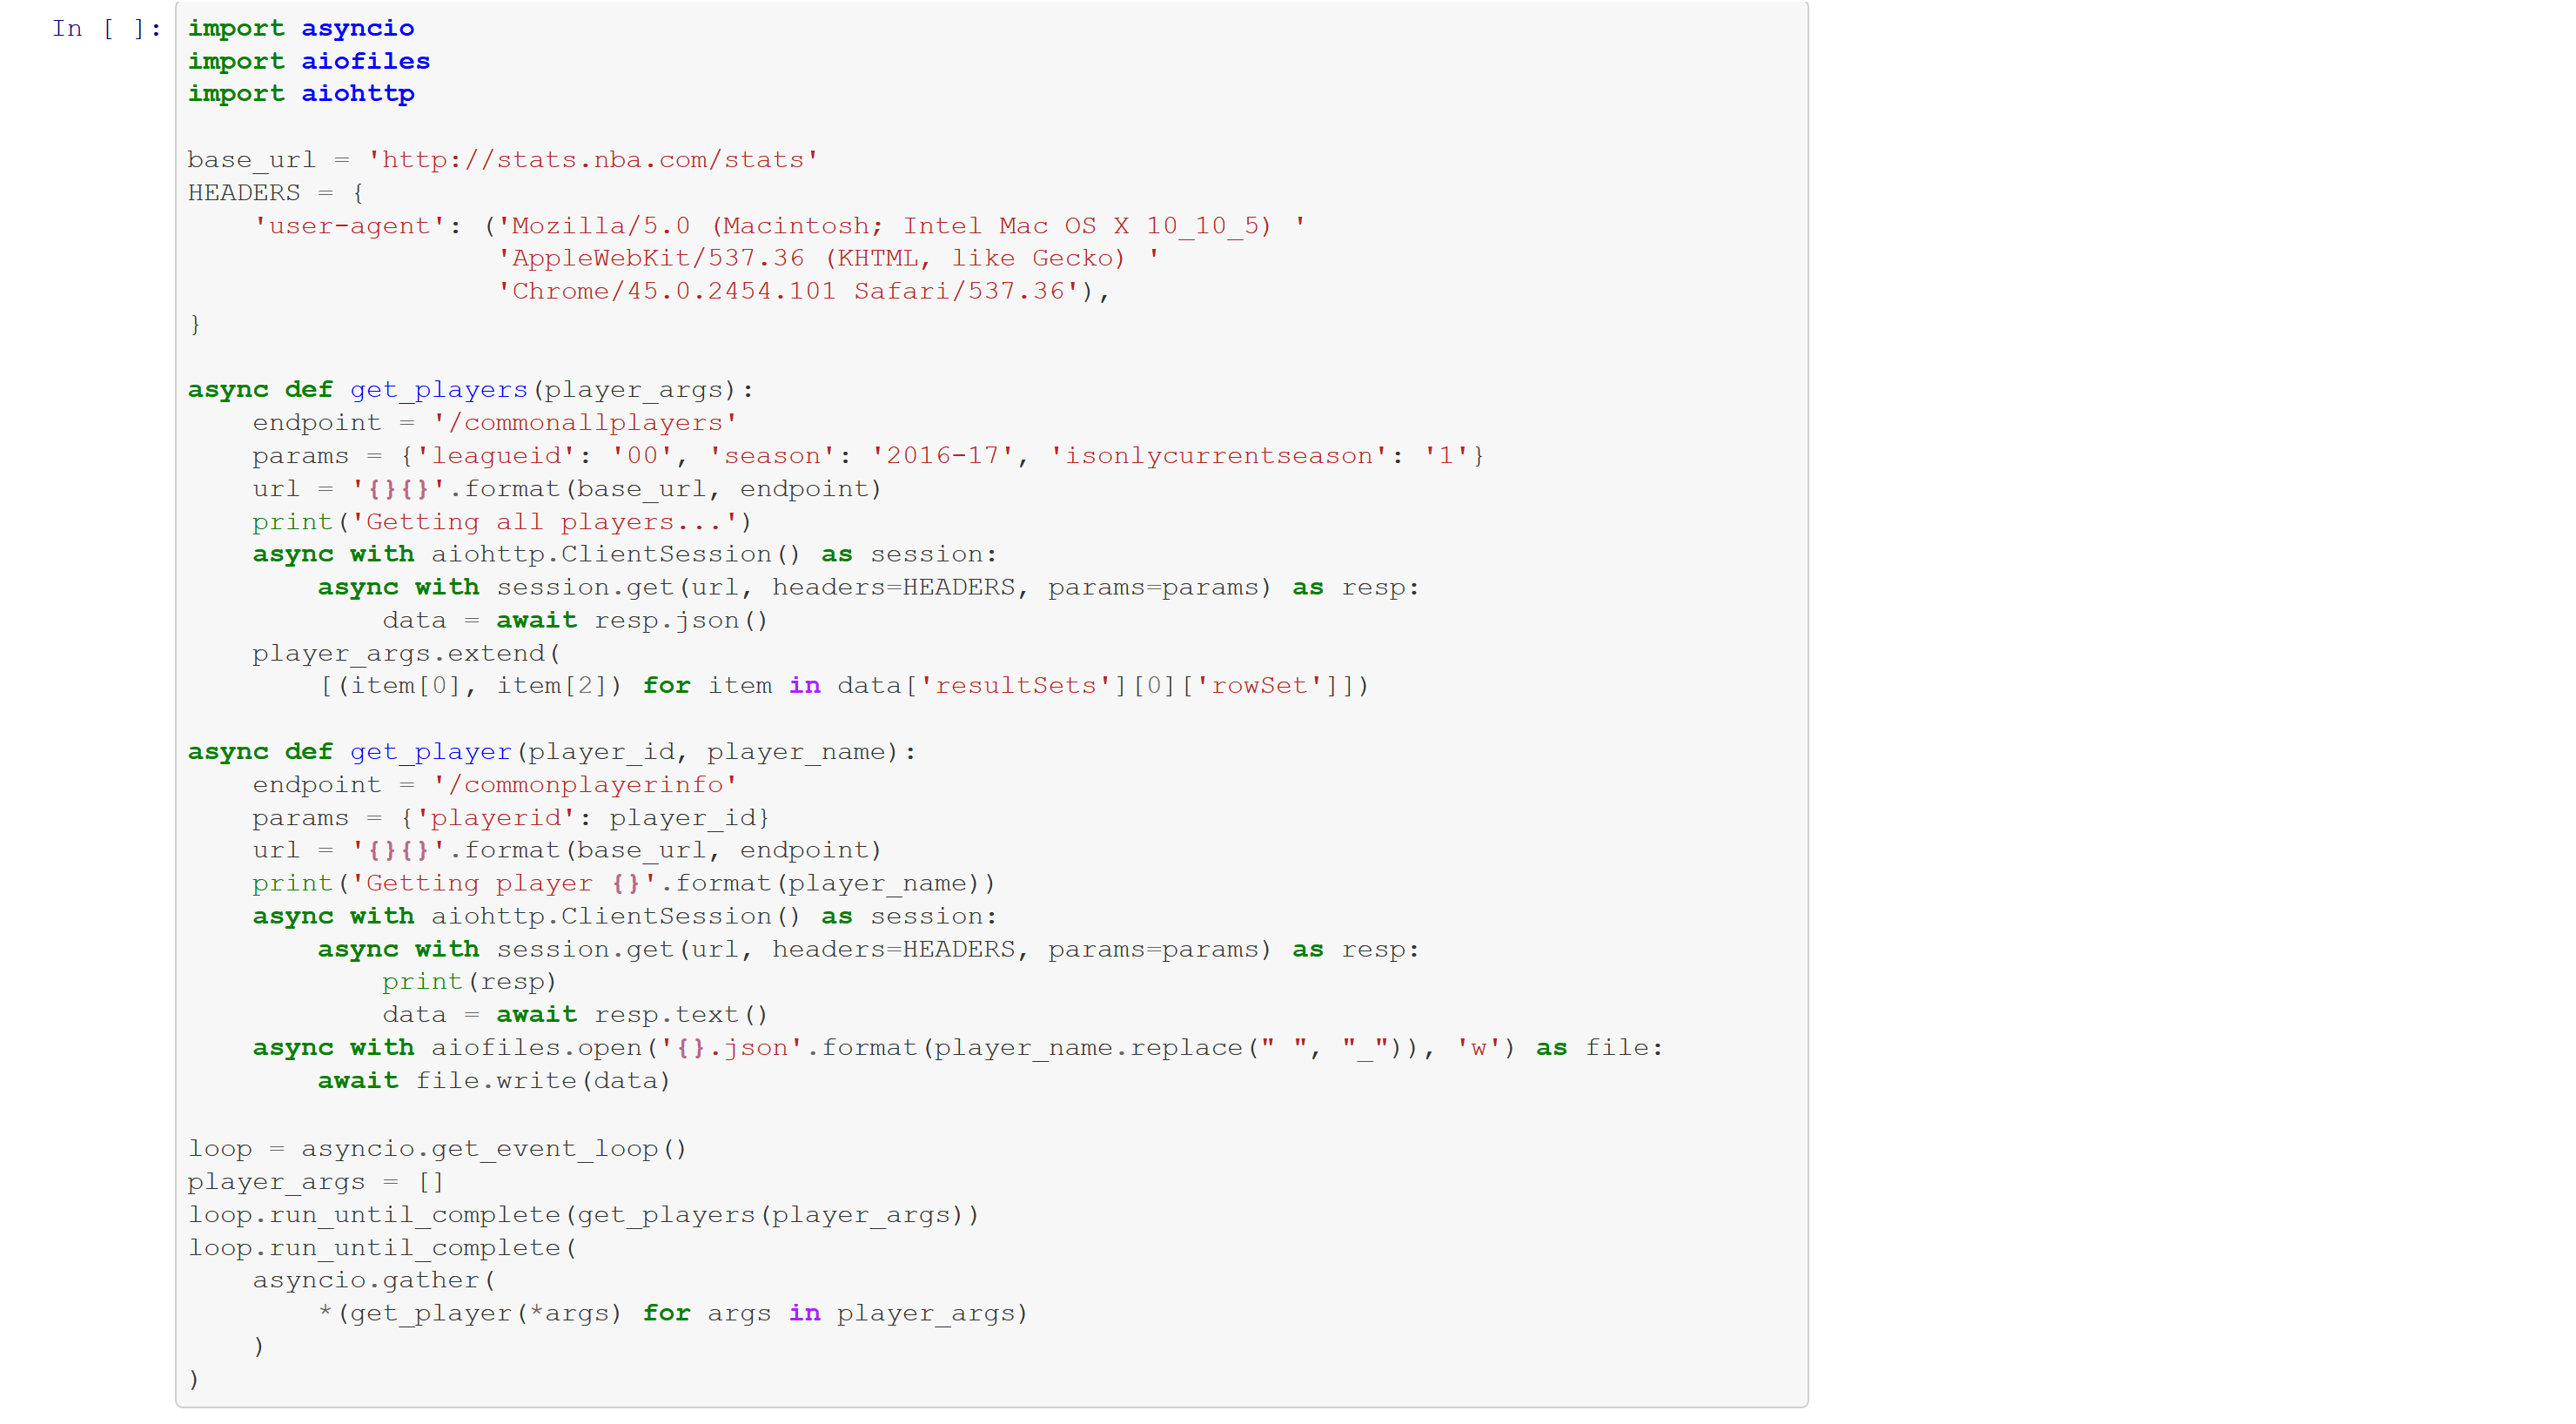 In [ ]: import asyncio
import aiofiles
import aiohttp

base_url = 'http://stats.nba.com/stats'
HEADERS = {
    'user-agent': ('Mozilla/5.0 (Macintosh; Intel Mac OS X 10_10_5) '
                   'AppleWebKit/537.36 (KHTML, like Gecko) '
                   'Chrome/45.0.2454.101 Safari/537.36'),
}

async def get_players(player_args):
    endpoint = '/commonallplayers'
    params = {'leagueid': '00', 'season': '2016-17', 'isonlycurrentseason': '1'}
    url = '{}{}'.format(base_url, endpoint)
    print('Getting all players...')
    async with aiohttp.ClientSession() as session:
        async with session.get(url, headers=HEADERS, params=params) as resp:
            data = await resp.json()
    player_args.extend(
        [(item[0], item[2]) for item in data['resultSets'][0]['rowSet']])

async def get_player(player_id, player_name):
    endpoint = '/commonplayerinfo'
    params = {'playerid': player_id}
    url = '{}{}'.format(base_url, endpoint)
    print('Getting player {}'.format(player_name))
    async with aiohttp.ClientSession() as session:
        async with session.get(url, headers=HEADERS, params=params) as resp:
            print(resp)
            data = await resp.text()
    async with aiofiles.open('{}.json'.format(player_name.replace(" ", "_")), 'w') as file:
        await file.write(data)

loop = asyncio.get_event_loop()
player_args = []
loop.run_until_complete(get_players(player_args))
loop.run_until_complete(
    asyncio.gather(
        *(get_player(*args) for args in player_args)
    )
)